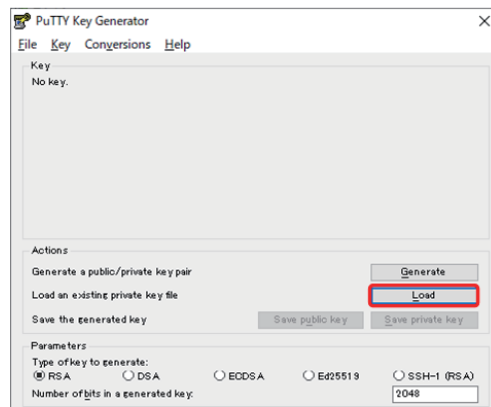 PuTTY Key Generator
File Key Conversions Help
Key
No key.
Actions
Generate a public/private key pair
Generate
Load an existing private key file
Load
Save the generated key
Save public key
Save private key
Parameters
Type of key to generate:
RSA DSA ECDSA Ed25519 SSH-1 (RSA)
Number of bits in a generated key:
2048